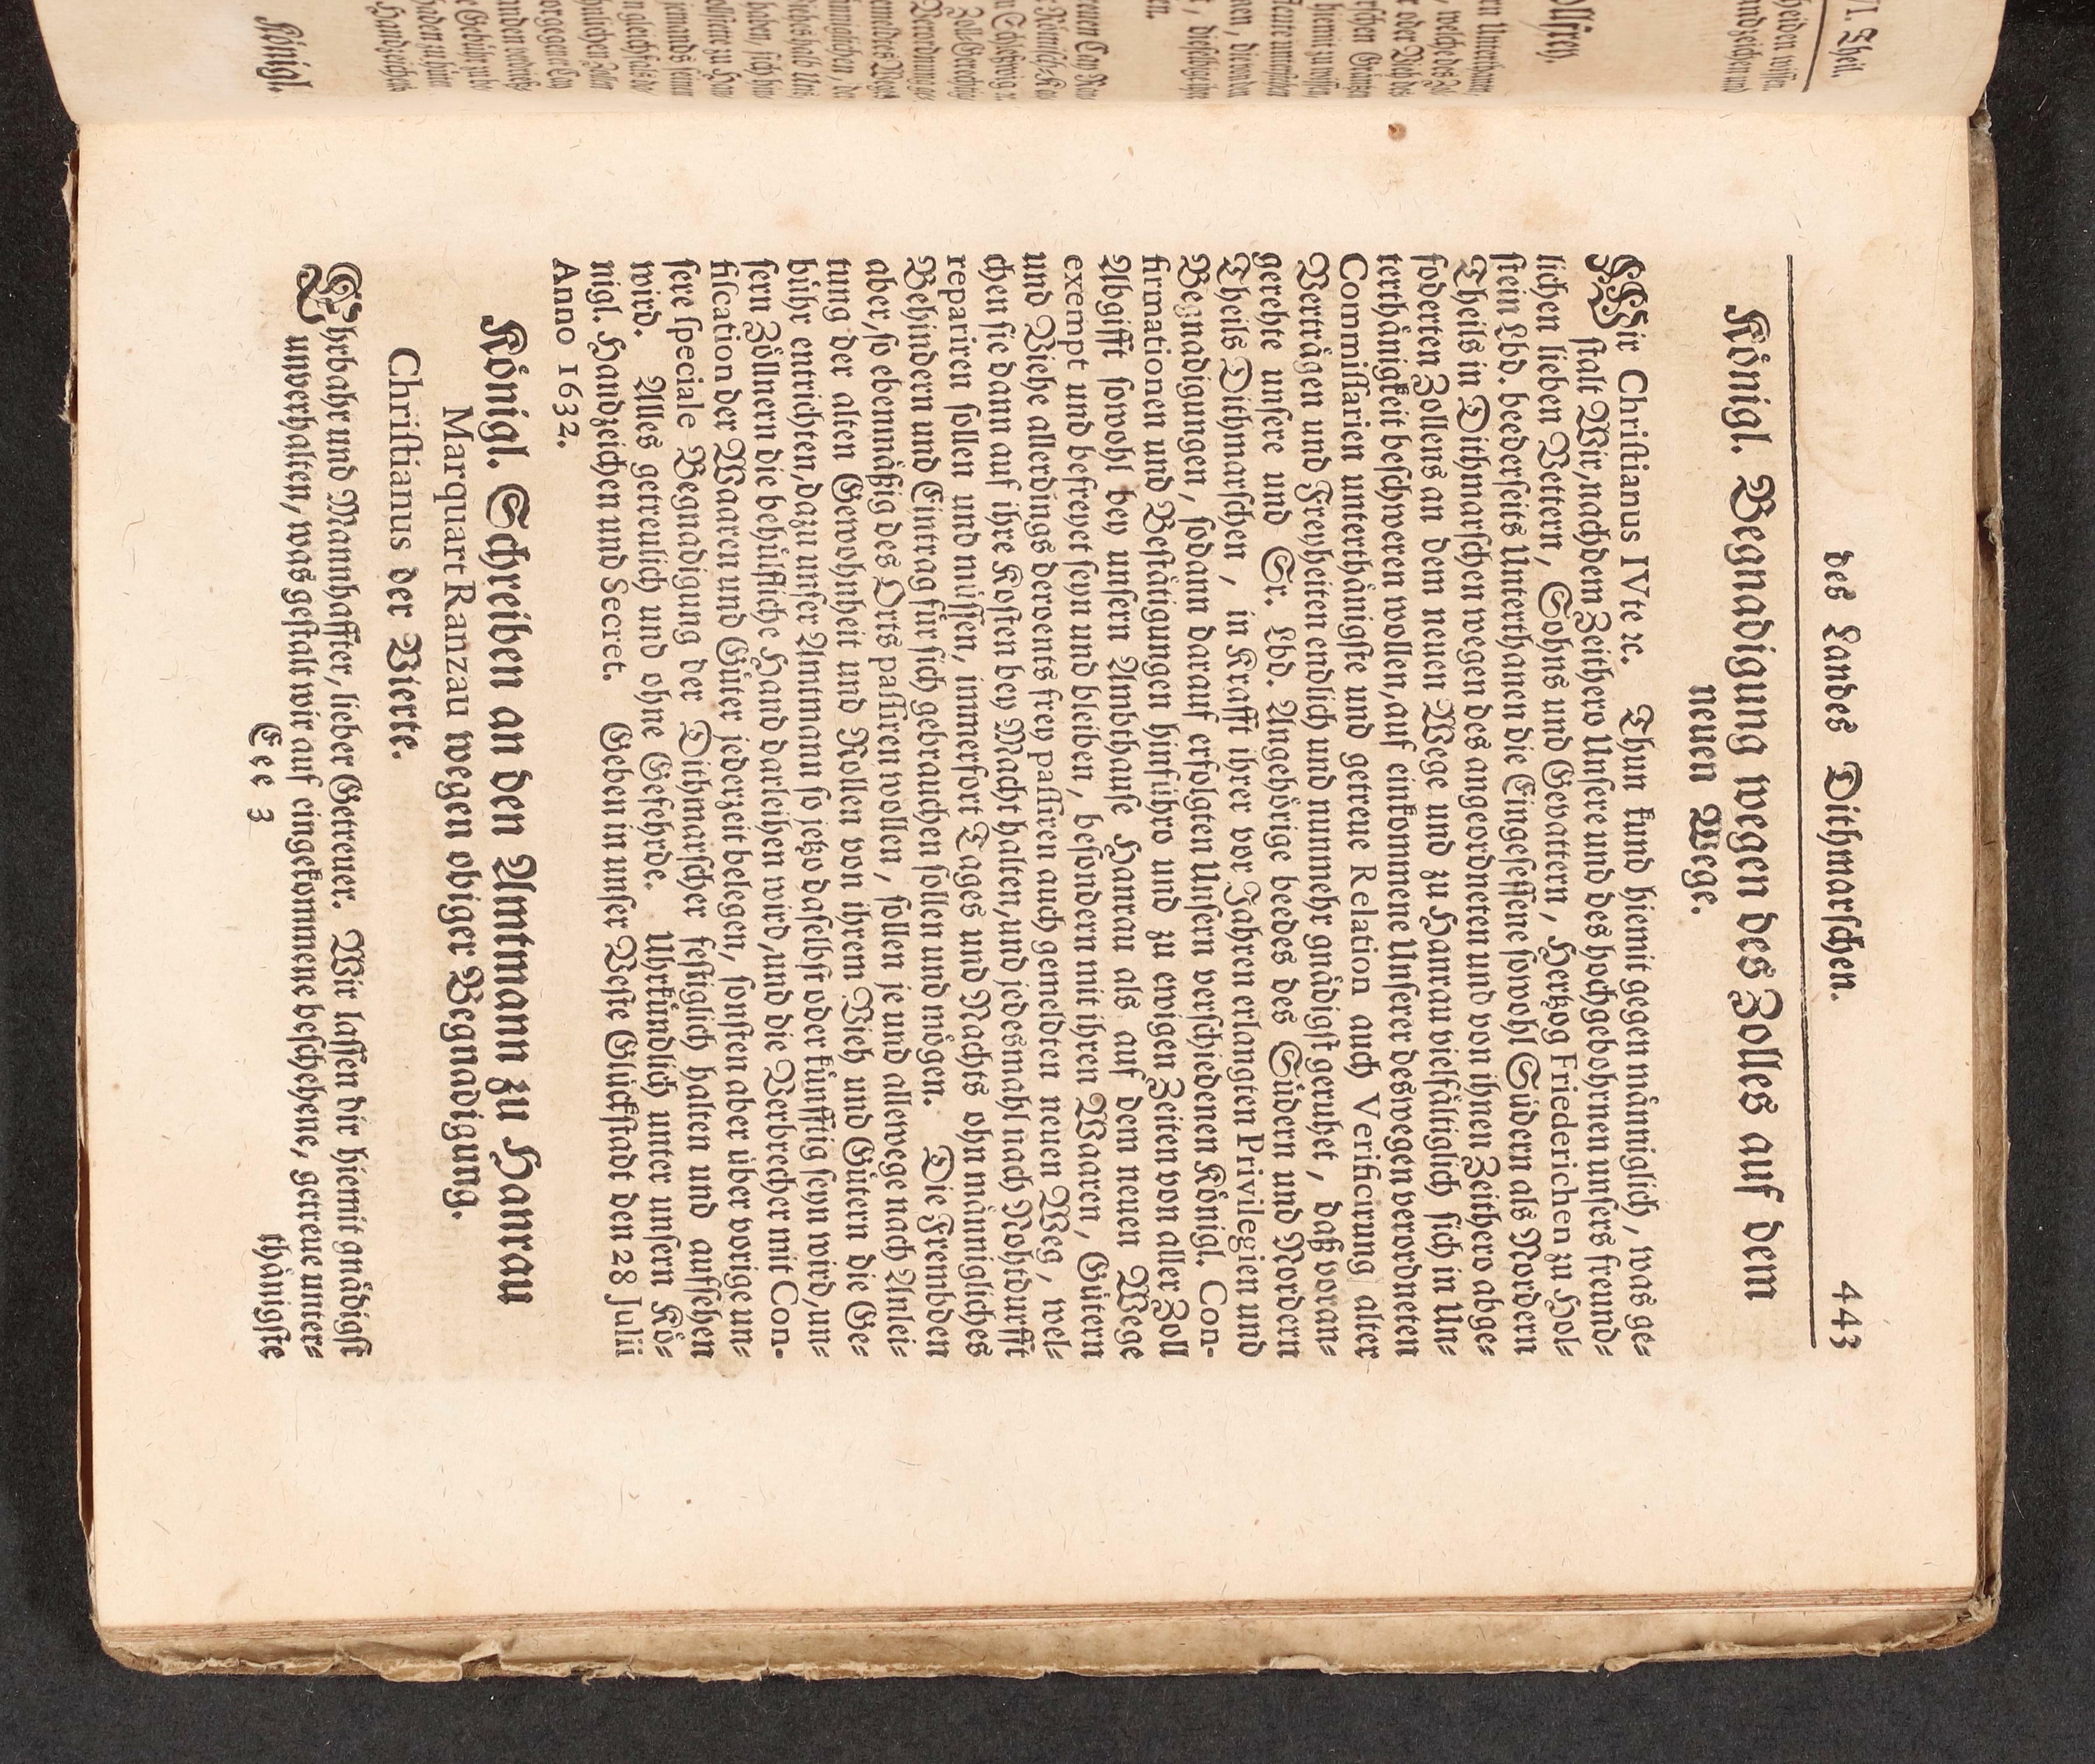 des Landes Dithmarschen. 443
Königl. Begnadigung wegen des Zolles auf dem
neuen Wege.
WIr Christianus IVte ꝛc. Thun kund hiemit gegen männiglich, was ge-
stalt Wir, nachdem Zeithero Unsere und des hochgebohrnen unsers freund-
lichen lieben Vettern, Sohns und Gevattern, Hertzog Friederichen zu Hol-
stein Lbd. beederseits Unterthanen die Eingesessene sowohl Südern als Nordern
Theils in Dithmarschen wegen des angeordneten und von ihnen Zeithero abge-
foderten Zollens an dem neuen Wege und zu Hanrau vielfältiglich sich in Un-
terthänigkeit beschweren wollen, auf einkommene Unserer deswegen verordneten
Commissarien unterthänigste und getreue Relation auch Verificirung alter
Verträgen und Freyheiten endlich und nunmehr gnädigst geruhet, daß voran-
geregte unsere und Sr. Lbd. Angehörige beedes des Südern und Nordern
Theils Dithmarschen, in Krafft ihrer vor Jahren erlangten Privilegien und
Begnadigungen, sodann darauf erfolgten Unsern verschiedenen Königl. Con-
firmationen und Bestätigungen hinführo und zu ewigen Zeiten von aller Zoll
Abgifft sowohl bey unsern Ambthause Hanrau als auf dem neuen Wege
exempt und befreyet seyn und bleiben, besondern mit ihren Waaren, Gütern
und Viehe allerdings derventsfrey passiren auch gemeldten neuen Weg, wel-
chen sie dann auf ihre Kosten bey Macht halten, und jedesmahl nach Nohtdurfft
repariren sollen und müssen, immerfort Tages und Nachts ohn männigliches
Behindern und Eintrag für sich gebrauchen sollen und mögen. Die Frembden
aber, so ebenmäßig des Orts passiren wollen, sollen je und allewege nach Anlei-
tung der alten Gewohnheit und Rollen von ihrem Vieh und Gütern die Ge-
bühr entrichten, dazu unser Amtmann so jetzo daselbst oder künfftig seyn wird, un-
sern Zöllnern die behülffliche Hand darleihen wird, und die Verbrecher mit Con-
fiscation der Waaren und Güter jederzeit belegen, sonsten aber über vorige un-
sere speciale Begnadigung der Dithmarscher festiglich halten und aufsehen
wird. Alles getreulich und ohne Gefehrde. Uhrkündlich unter unsern Kö-
nigl. Handzeichen und Secret. Geben in unser Veste Glückstadt den 28 Julii
Anno 1632.
Königl. Schreiben an den Amtmann zu Hanrau
Marquart Ranzau wegen obiger Begnadigung.
Christianus der Vierte.
EHrbahr und Mannhaffter, lieber Getreuer. Wir lassen dir hiemit gnädigst
unverhalten, was gestalt wir auf eingekommene beschehene, getreue unter-
Eee 3 thänigste
71. Theil.
Königl.